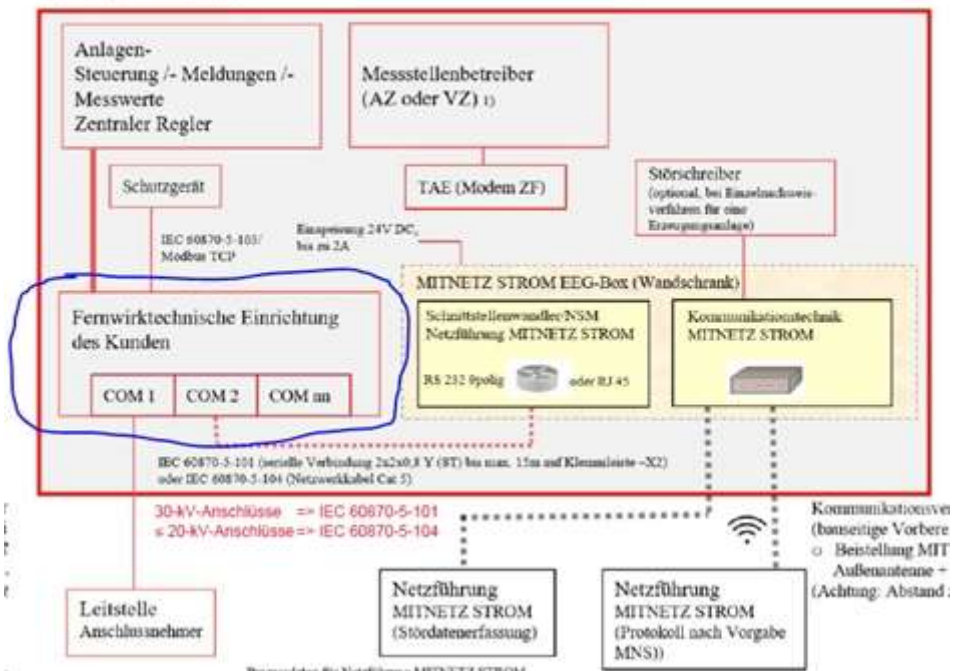 Anlagen-
Steuerung /- Meldungen /-
Messwerte
Zentraler Regler
Messstellenbetreiber
(AZ oder VZ) 1)
Schutzgerät
TAE (Modem ZF)
Störschreiber
(optional, bei Einzelnachweis-
verfahren für eine
Erzeugungsanlage)
IEC 60870-5-103/
Modbus TCP
Einspeisung 24V DC,
bis zu 2A
MITNETZ STROM EEG-Box (Wandschrank)
Fernwirktechnische Einrichtung
des Kunden
COM 1
COM 2
COM nn
Schnittstellenwandler NSM
Netzführung MITNETZ STROM
RS 232 9polig
oder RJ 45
Kommunikationstechnik
MITNETZ STROM
IEC 60870-5-101 (serielle Verbindung 2x2x0,8 Y (ST) bis max. 15m auf Klemmleiste –X2)
oder IEC 60870-5-104 (Netzwerkkabel Cat 5)
30-kV-Anschlüsse => IEC 60870-5-101
≤ 20-kV-Anschlüsse => IEC 60870-5-104
Kommunikationsve
(bauseitige Vorbere
o Beistellung MIT
Außenantenne +
(Achtung: Abstand
Leitstelle
Anschlussnehmer
Netzführung
MITNETZ STROM
(Stördatenerfassung)
Netzführung
MITNETZ STROM
(Protokoll nach Vorgabe
MNS))